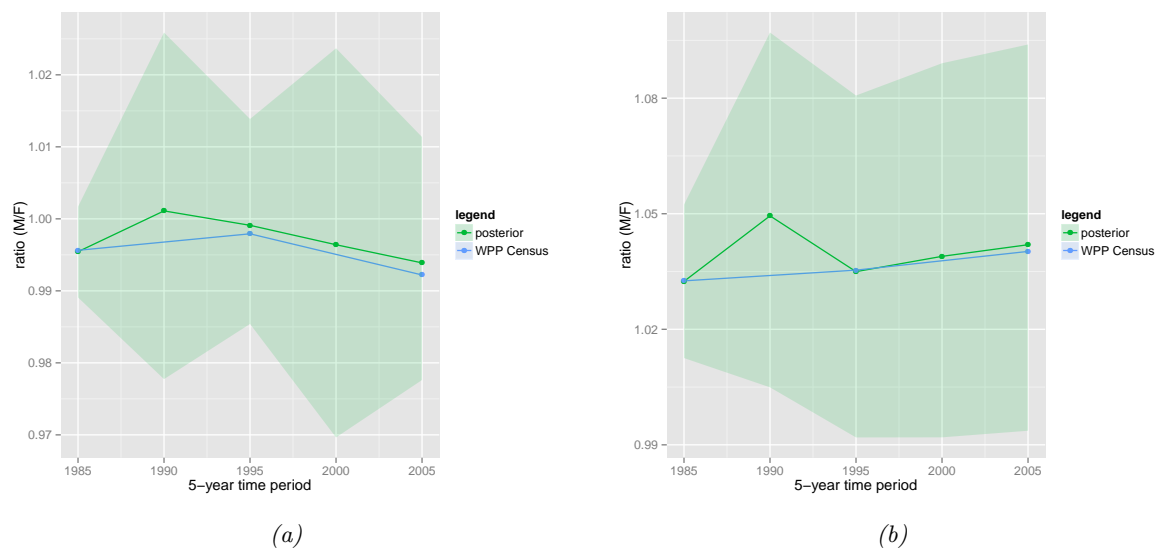 1.02
1.01
1.00
0.99
0.98
0.97
ratio (M/F)
1985 1990 1995 2000 2005
5−year time period
legend
posterior
WPP Census
(a)
1.08
1.05
1.02
0.99
ratio (M/F)
1985 1990 1995 2000 2005
5−year time period
legend
posterior
WPP Census
(b)